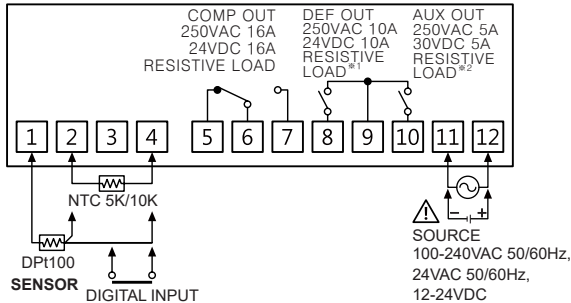 COMP OUT
250VAC 16A
24VDC 16A
RESISTIVE LOAD
DEF OUT
250VAC 10A
24VDC 10A
RESISTIVE
LOAD※1
AUX OUT
250VAC 5A
30VDC 5A
RESISTIVE
LOAD※2
1 2 3 4 5 6 7 8 9 10 11 12
NTC 5K/10K
DPt100
SENSOR
DIGITAL INPUT
− +
SOURCE
100-240VAC 50/60Hz,
24VAC 50/60Hz,
12-24VDC